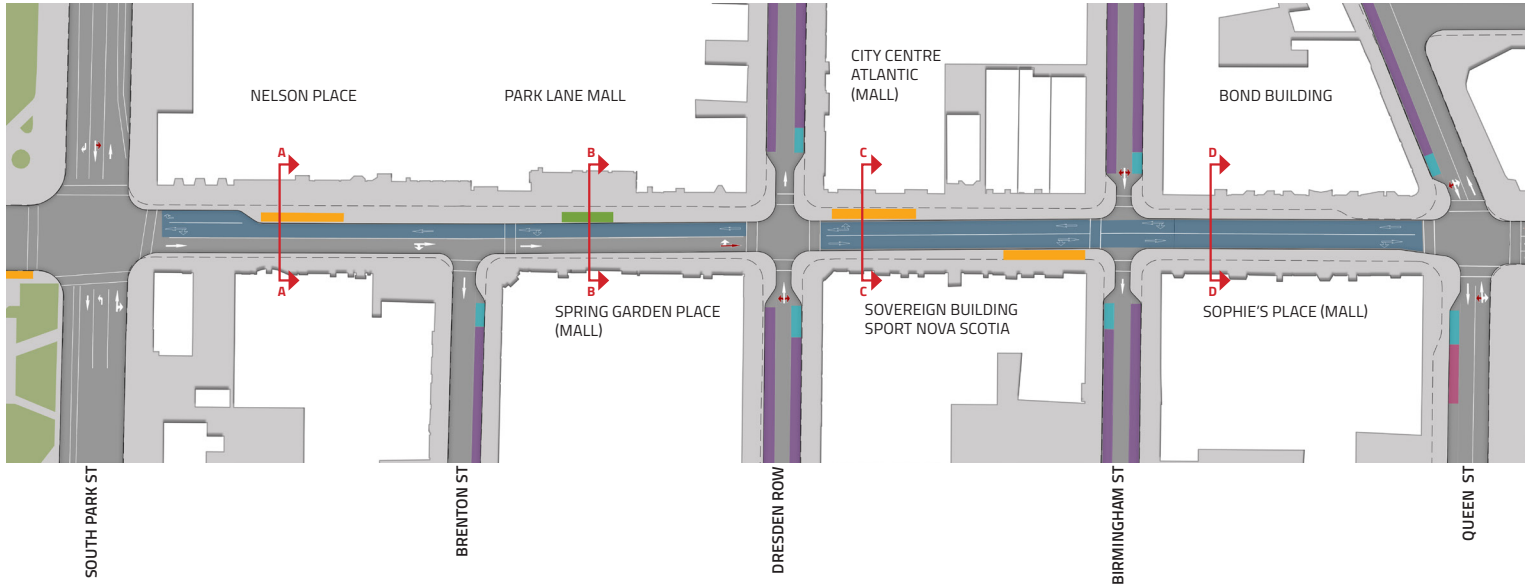 NELSON PLACE
PARK LANE MALL
CITY CENTRE
ATLANTIC
(MALL)
BOND BUILDING
A
B
C
D
A
B
C
D
SPRING GARDEN PLACE
(MALL)
SOVEREIGN BUILDING
SPORT NOVA SCOTIA
SOPHIE'S PLACE (MALL)
SOUTH PARK ST
BRENTON ST
DRESDEN ROW
BIRMINGHAM ST
QUEEN ST